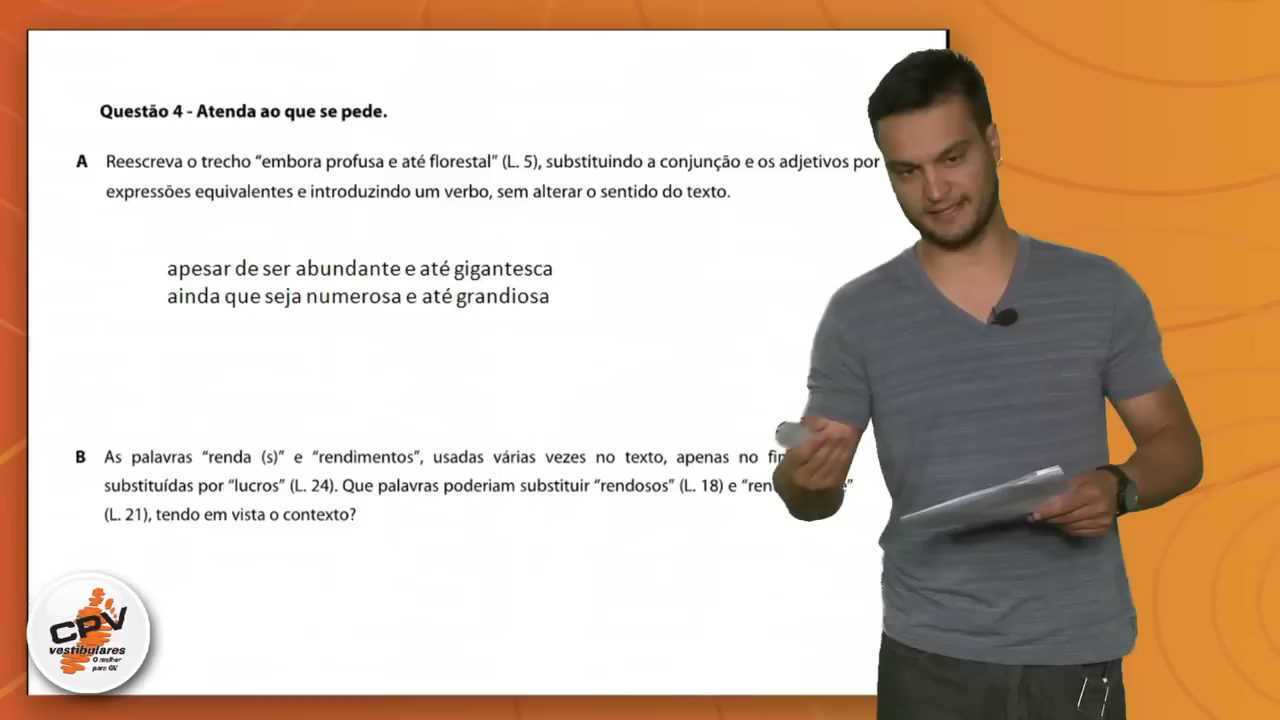 Questão 4 - Atenda ao que se pede.
A Reescreva o trecho “embora profusa e até florestal” (L. 5), substituindo a conjunção e os adjetivos por
expressões equivalentes e introduzindo um verbo, sem alterar o sentido do texto.
apesar de ser abundante e até gigantesca
ainda que seja numerosa e até grandiosa
B As palavras “renda (s)” e “rendimentos”, usadas várias vezes no texto, apenas no
substituídas por “lucros” (L. 24). Que palavras poderiam substituir “rendosos” (L. 18) e
(L. 21), tendo em vista o contexto?
CPV
vestibulares
O melhor
para GV